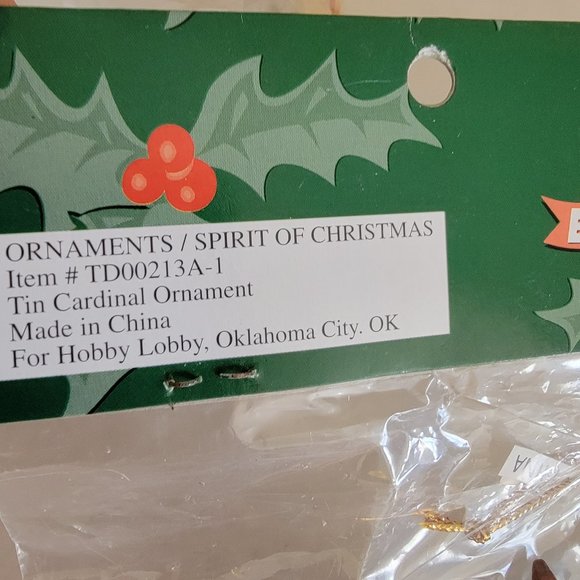 ORNAMENTS / SPIRIT OF CHRISTMAS
Item # TD00213A-1
Tin Cardinal Ornament
Made in China
For Hobby Lobby, Oklahoma City. OK